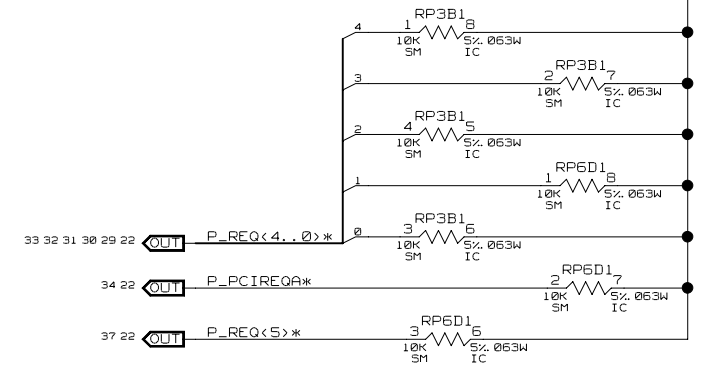 RP3B1
4 1 8
10K 5%.063W
SM IC
RP3B1
3 2 7
10K 5%.063W
SM IC
RP3B1
2 4 5
10K 5%.063W
SM IC
RP6D1
1 1 8
10K 5%.063W
SM IC
RP3B1
33 32 31 30 29 22 OUT P_REQ<4..0>* 0 3 6
10K 5%.063W
SM IC
RP6D1
34 22 OUT P_PCIREQA* 2 7
10K 5%.063W
SM IC
RP6D1
37 22 OUT P_REQ<5>* 3 6
10K 5%.063W
SM IC